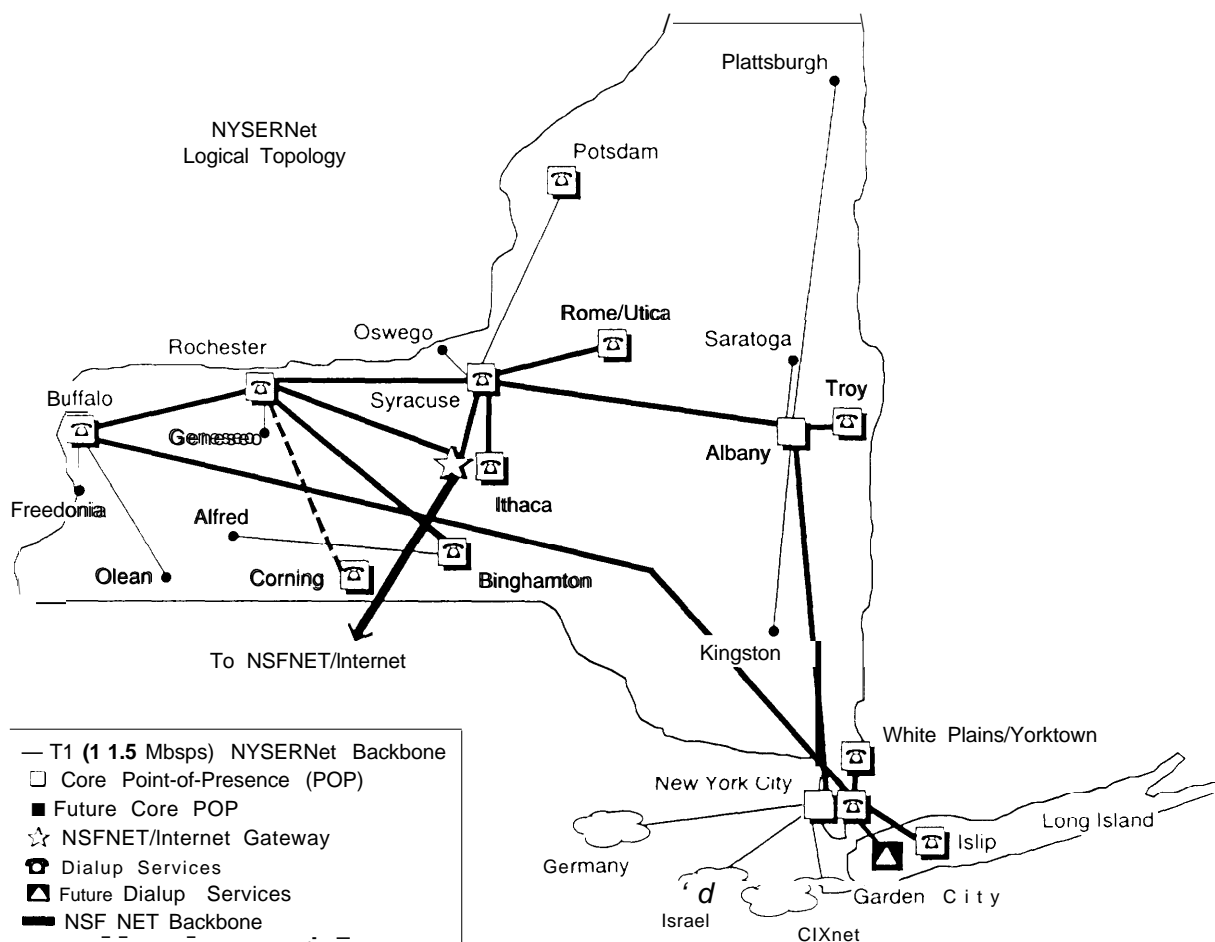 Plattsburgh
NYSERNet
Logical Topology
Potsdam
Rome/Utica
Oswego
Saratoga
Rochester
Troy
Buffalo
Syracuse
Geneseo
Albany
Ithaca
Freedonia
Alfred
Olean
Corning
Binghamton
To NSFNET/Internet
Kingston
White Plains/Yorktown
— T1 (1 1.5 Mbsps) NYSERNet Backbone
Core Point-of-Presence (POP)
Future Core POP
NSFNET/Internet Gateway
Dialup Services
Future Dialup Services
NSF NET Backbone
New York City
Long Island
Islip
Germany
Garden City
' d
Israel
CIXnet